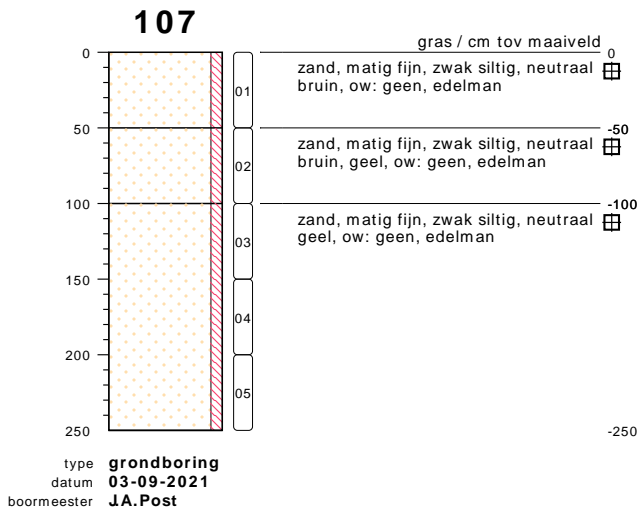 107
gras / cm tov maaiveld
0
0
zand, matig fijn, zwak siltig, neutraal
bruin, ow: geen, edelman
01
50
-50
zand, matig fijn, zwak siltig, neutraal
bruin, geel, ow: geen, edelman
02
100
-100
zand, matig fijn, zwak siltig, neutraal
geel, ow: geen, edelman
03
150
04
200
05
250
-250
type grondboring
datum 03-09-2021
boormeester J.A.Post